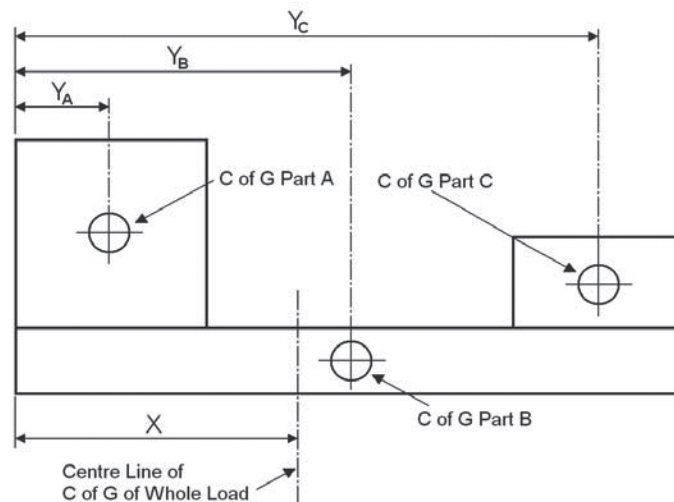 Y_C
Y_B
Y_A
C of G Part A
C of G Part C
C of G Part B
X
Centre Line of
C of G of Whole Load